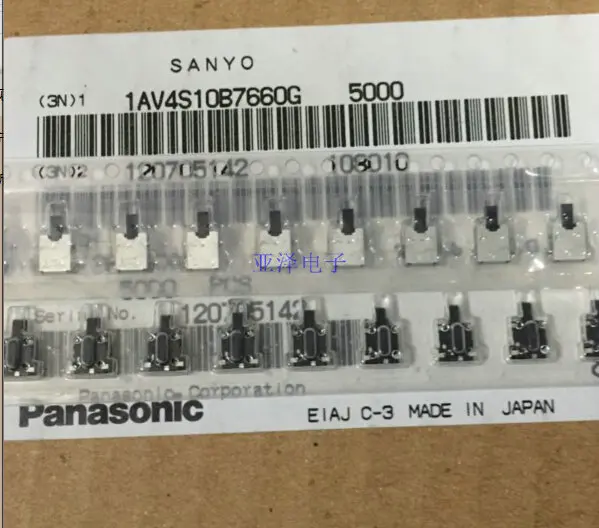 SANYO
(3N)1 1AV4S10B7660G 5000
(3N)2 120705142 108010
亚泽电子
5000 PCS
Serial No. 120705142
Panasonic Corporation
Panasonic EIAJ C-3 MADE IN JAPAN